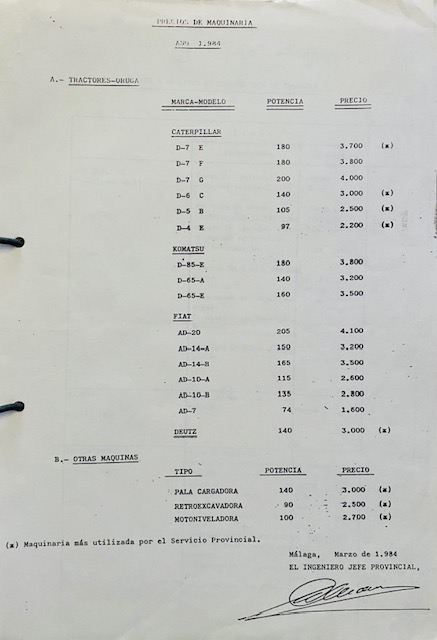 PRECIOS DE MAQUINARIA
AÑO 1.984
A.- TRACTORES-ORUGA
MARCA-MODELO POTENCIA PRECIO
CATERPILLAR
D-7 E 180 3.700 (x)
D-7 F 180 3.800
D-7 G 200 4.000
D-6 C 140 3.000 (x)
D-5 B 105 2.500 (x)
D-4 E 97 2.200 (x)
KOMATSU
D-85-E 180 3.800
D-65-A 140 3.200
D-65-E 160 3.500
FIAT
AD-20 205 4.100
AD-14-A 150 3.200
AD-14-B 165 3.500
AD-10-A 115 2.600
AD-10-B 135 2.800
AD-7 74 1.600
DEUTZ 140 3.000 (x)
B.- OTRAS MAQUINAS
TIPO POTENCIA PRECIO
PALA CARGADORA 140 3.000 (x)
RETROEXCAVADORA 90 2.500 (x)
MOTONIVELADORA 100 2.700 (x)
(x) Maquinaria más utilizada por el Servicio Provincial.
Málaga, Marzo de 1.984
EL INGENIERO JEFE PROVINCIAL,